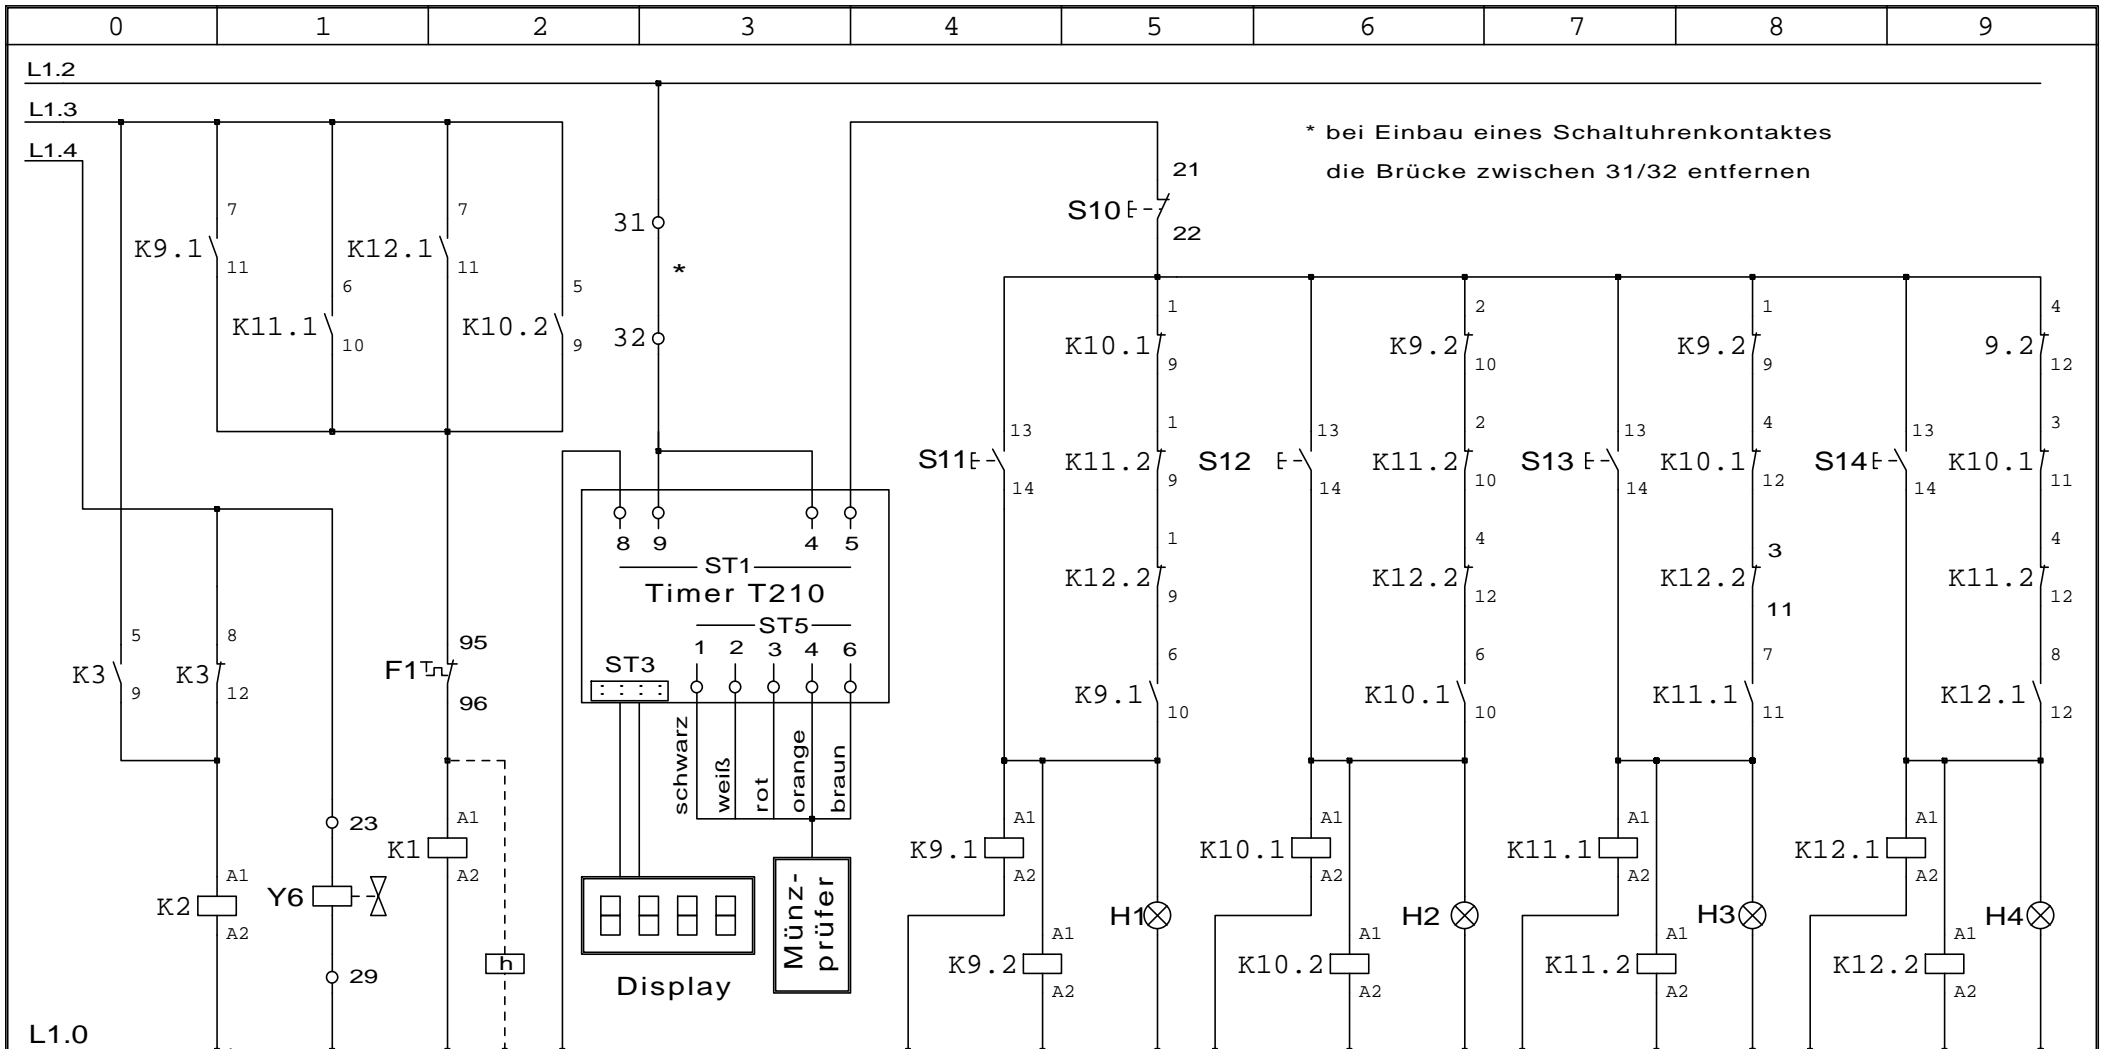 0 1 2 3 4 5 6 7 8 9
L1.2
L1.3
L1.4
* bei Einbau eines Schaltuhrenkontaktes
die Brücke zwischen 31/32 entfernen
21
S10
22
7 7
31
K9.1 K12.1
11 11
*
6 5
K11.1 K10.2 32
10 9
1 2 1 4
K10.1 K9.2 K9.2 9.2
9 10 9 12
13 1 13 2 13 4 13 3
S11 K11.2 S12 K11.2 S13 K10.1 S14 K10.1
14 9 14 10 14 12 14 11
8 9 4 5
ST1
Timer T210
1 4 3 4
K12.2 K12.2 K12.2 K11.2
9 12 11 12
ST5
5 8 95 1 2 3 4 6
K3 K3 F1 ST3
9 12 96
6 6 7 8
K9.1 K10.1 K11.1 K12.1
10 10 11 12
schwarz
weiß
rot
orange
braun
23
A1 A1 A1 A1 A1
K1 K9.1 K10.1 K11.1 K12.1
A2 A2 A2 A2 A2
A1
K2 Y6
A2
Münz-
prüfer
H1 H2 H3 H4
A1 A1 A1 A1
K9.2 K10.2 K11.2 K12.2
A2 A2 A2 A2
h
29
Display
L1.0